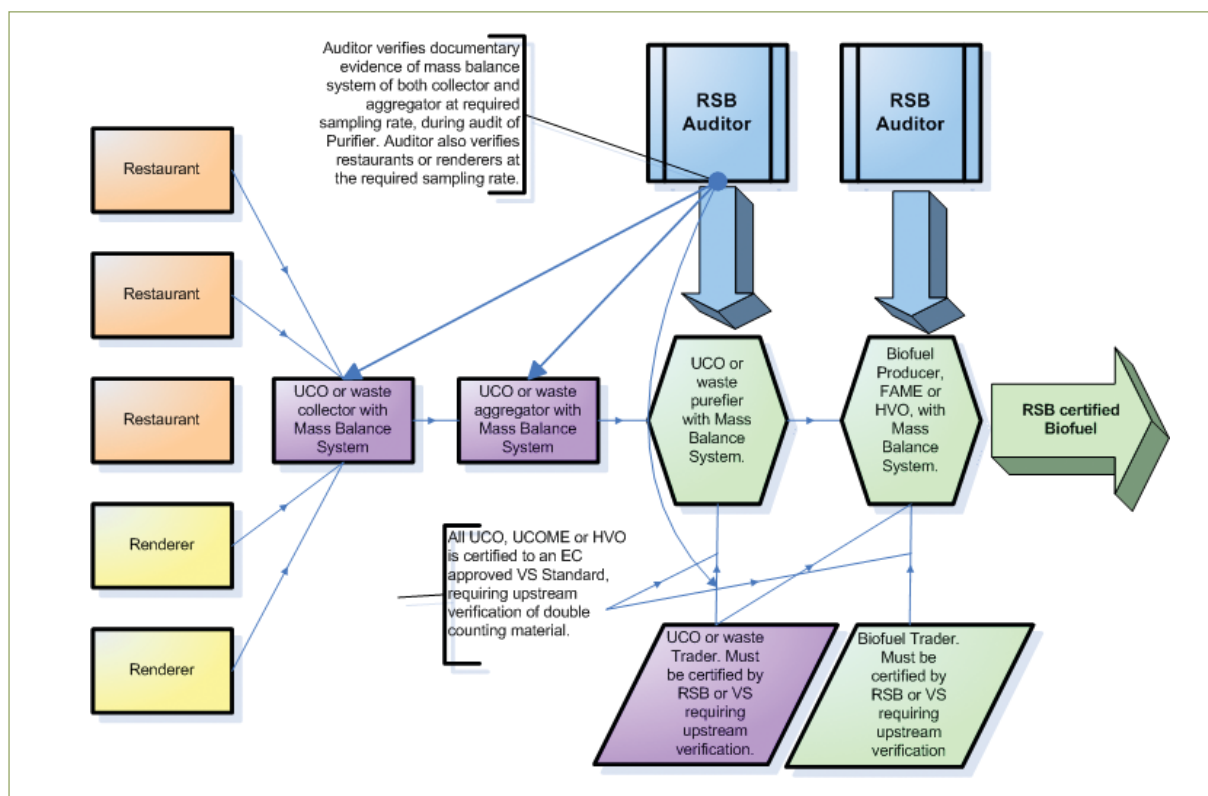 Auditor verifies documentary
evidence of mass balance
system of both collector and
aggregator at required
sampling rate, during audit of
Purifier. Auditor also verifies
restaurants or renderers at
the required sampling rate.
RSB
Auditor
RSB
Auditor
Restaurant
Restaurant
Restaurant
Renderer
Renderer
UCO or waste
collector with
Mass Balance
System
UCO or waste
aggregator with
Mass Balance
System
UCO or
waste
purefier
with Mass
Balance
System.
Biofuel
Producer,
FAME or
HVO, with
Mass
Balance
System.
RSB certified
Biofuel
All UCO, UCOME or HVO
is certified to an EC
approved VS Standard,
requiring upstream
verification of double
counting material.
UCO or waste
Trader. Must
be certified by
RSB or VS
requiring
upstream
verification.
Biofuel Trader.
Must be
certified by
RSB or VS
requiring
upstream
verification